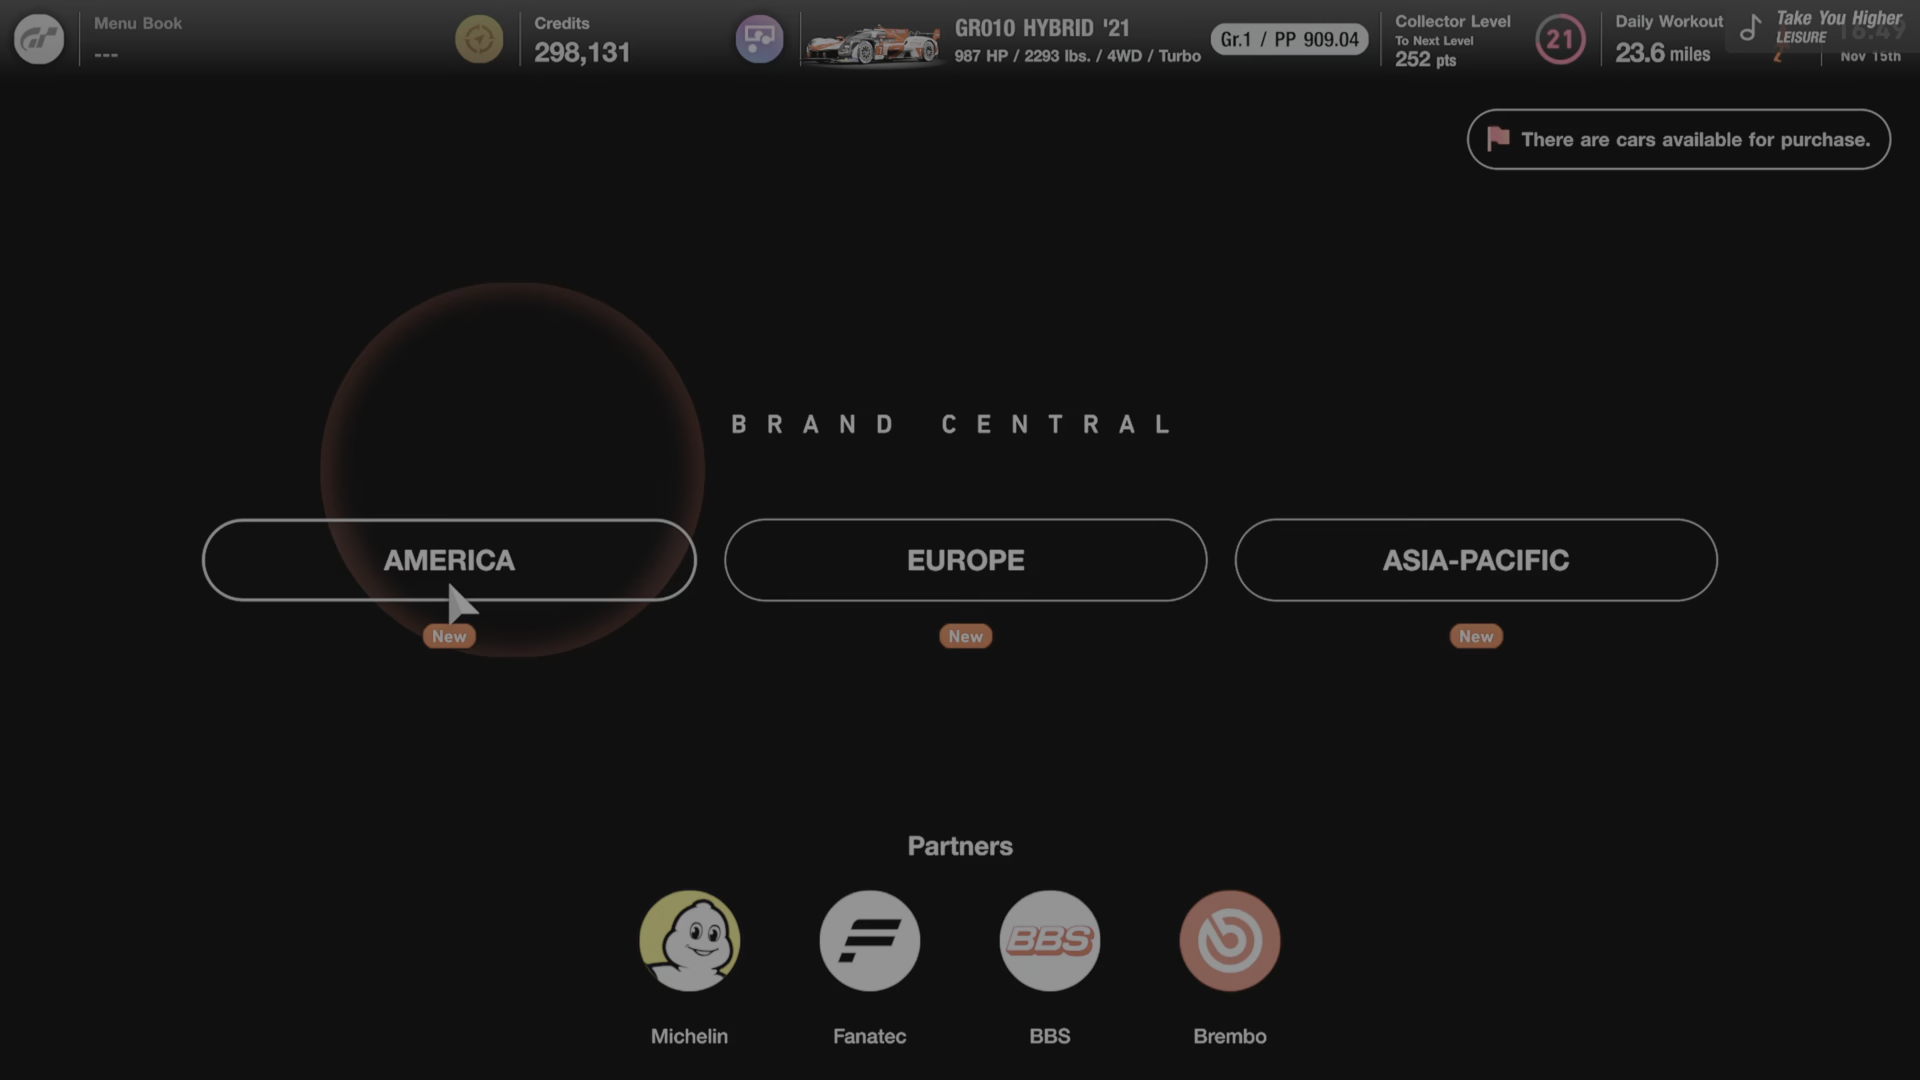 Menu Book
---
Credits
298,131
GR010 HYBRID '21
987 HP / 2293 lbs. / 4WD / Turbo
Gr.1 / PP 909.04
Collector Level
To Next Level
252 pts
21
Daily Workout
23.6 miles
Take You Higher
LEISURE
16:49
Nov 15th
There are cars available for purchase.
BRAND CENTRAL
AMERICA
EUROPE
ASIA-PACIFIC
New
New
New
Partners
BBS
Michelin
Fanatec
BBS
Brembo